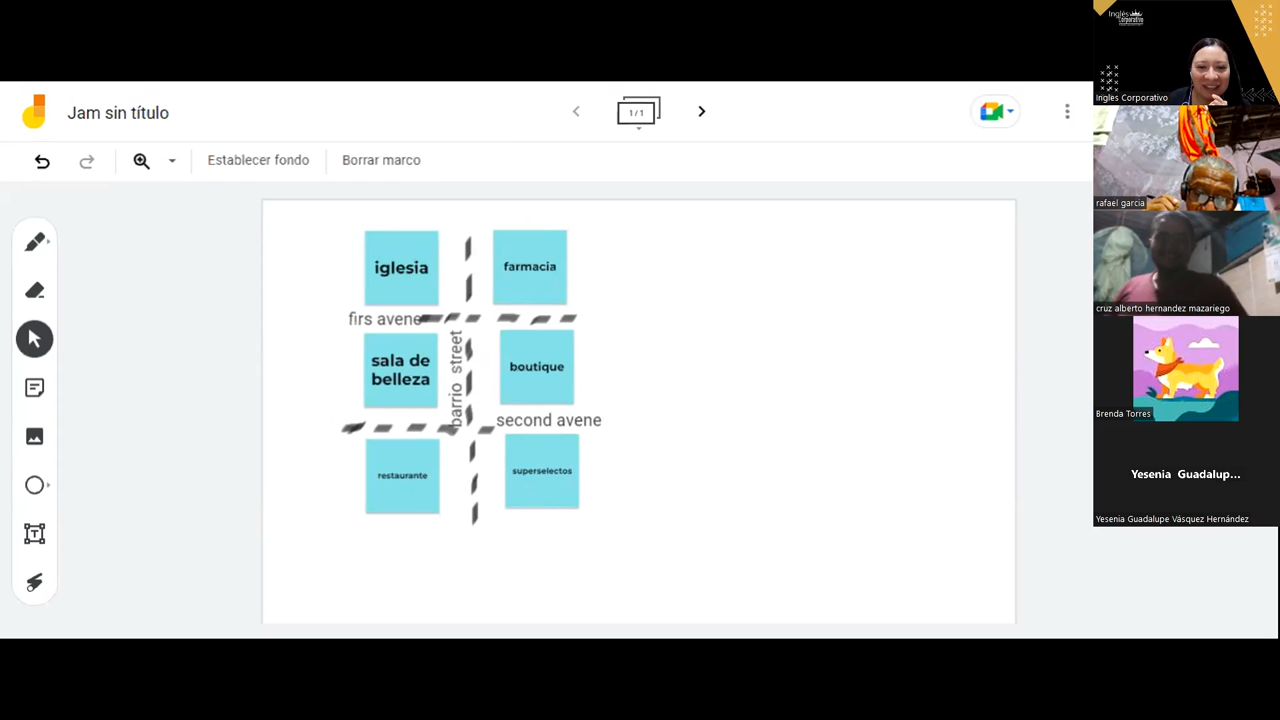 Jam sin título
1 / 1
Establecer fondo
Borrar marco
iglesia
farmacia
firs avene
sala de
belleza
barrio street
boutique
second avene
restaurante
superselectos
Inglés
Corporativo
Ingles Corporativo
rafael garcia
cruz alberto hernandez mazariego
Brenda Torres
Yesenia Guadalup...
Yesenia Guadalupe Vásquez Hernández